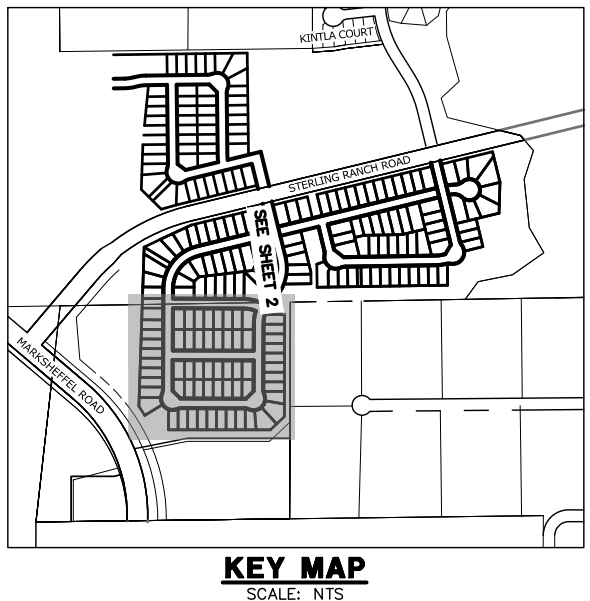 KINTLA COURT
STERLING RANCH ROAD
SEE SHEET 2
MARKSHEFFEL ROAD
KEY MAP
SCALE: NTS